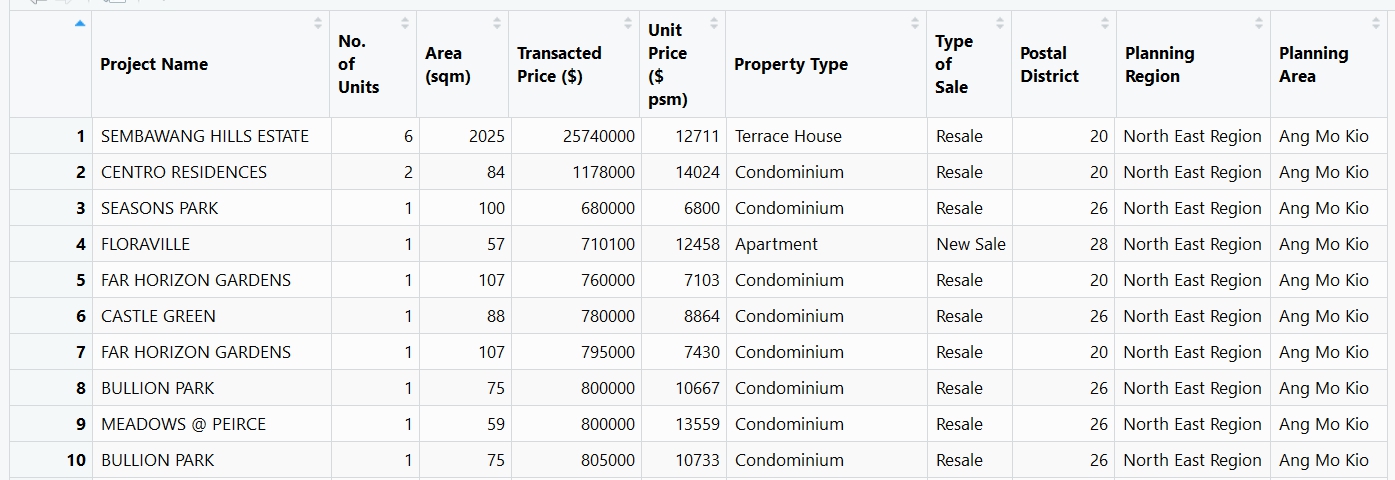 Project Name No. of Units Area (sqm) Transacted Price ($) Unit Price ($ psm) Property Type Type of Sale Postal District Planning Region Planning Area
1 SEMBAWANG HILLS ESTATE 6 2025 25740000 12711 Terrace House Resale 20 North East Region Ang Mo Kio
2 CENTRO RESIDENCES 2 84 1178000 14024 Condominium Resale 20 North East Region Ang Mo Kio
3 SEASONS PARK 1 100 680000 6800 Condominium Resale 26 North East Region Ang Mo Kio
4 FLORAVILLE 1 57 710100 12458 Apartment New Sale 28 North East Region Ang Mo Kio
5 FAR HORIZON GARDENS 1 107 760000 7103 Condominium Resale 20 North East Region Ang Mo Kio
6 CASTLE GREEN 1 88 780000 8864 Condominium Resale 26 North East Region Ang Mo Kio
7 FAR HORIZON GARDENS 1 107 795000 7430 Condominium Resale 20 North East Region Ang Mo Kio
8 BULLION PARK 1 75 800000 10667 Condominium Resale 26 North East Region Ang Mo Kio
9 MEADOWS @ PEIRCE 1 59 800000 13559 Condominium Resale 26 North East Region Ang Mo Kio
10 BULLION PARK 1 75 805000 10733 Condominium Resale 26 North East Region Ang Mo Kio